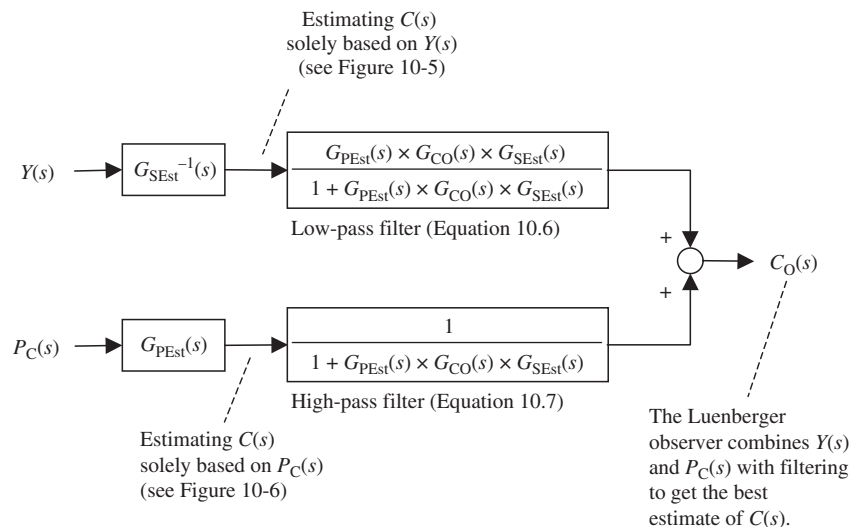 Estimating C(s)
solely based on Y(s)
(see Figure 10-5)
Y(s)
G_SEst⁻¹(s)
G_PEst(s) × G_CO(s) × G_SEst(s)
1 + G_PEst(s) × G_CO(s) × G_SEst(s)
Low-pass filter (Equation 10.6)
+
+
C_O(s)
P_C(s)
G_PEst(s)
1
1 + G_PEst(s) × G_CO(s) × G_SEst(s)
High-pass filter (Equation 10.7)
Estimating C(s)
solely based on P_C(s)
(see Figure 10-6)
The Luenberger
observer combines Y(s)
and P_C(s) with filtering
to get the best
estimate of C(s).